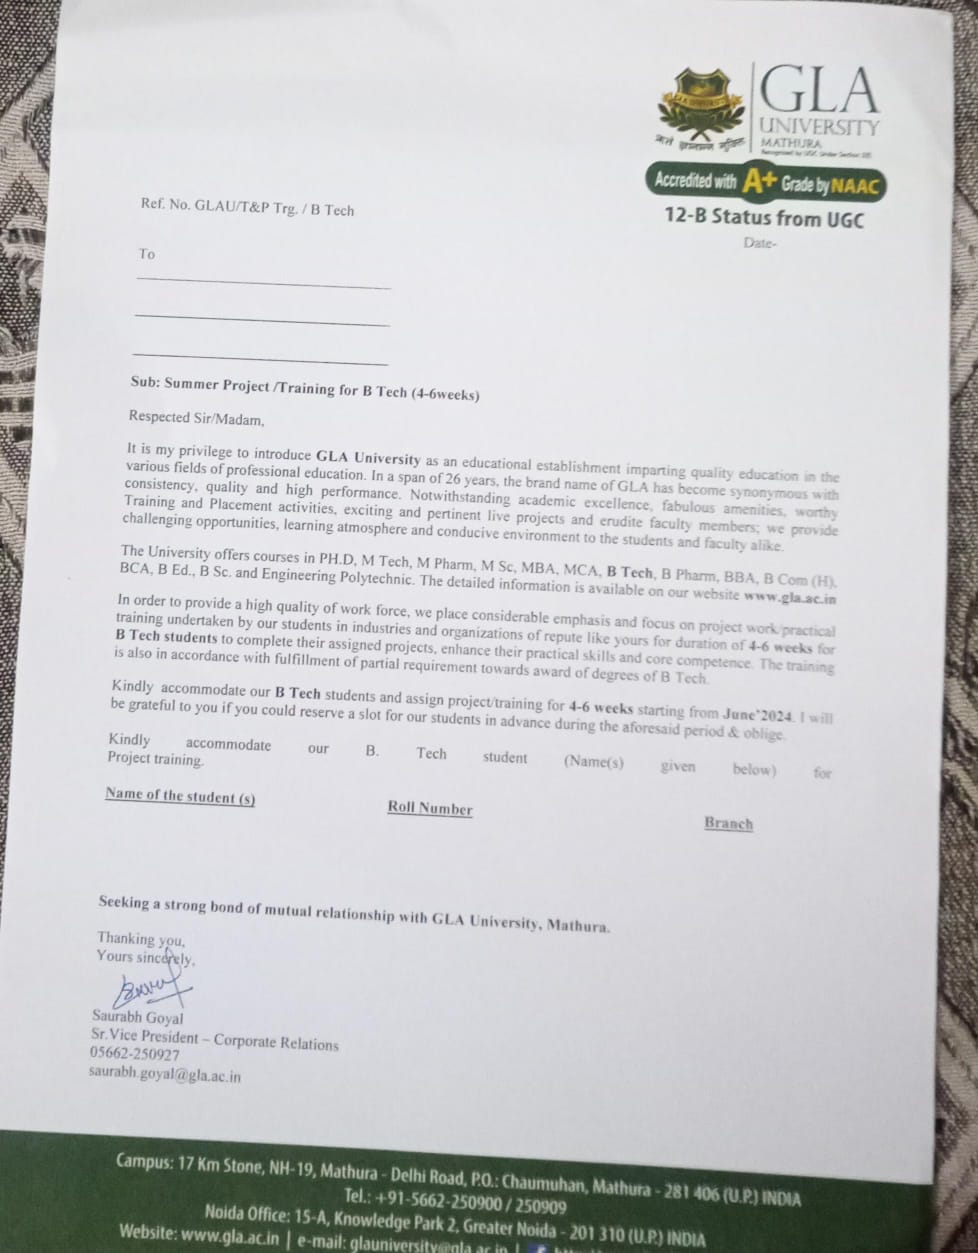 GLA UNIVERSITY
GLA
UNIVERSITY
MATHURA
Recognised by UGC Under Section 2(f)
Accredited with A+ Grade by NAAC
12-B Status from UGC
Ref. No. GLAU/T&P Trg. / B Tech
Date-
To
Sub: Summer Project /Training for B Tech (4-6weeks)
Respected Sir/Madam,
It is my privilege to introduce GLA University as an educational establishment imparting quality education in the
various fields of professional education. In a span of 26 years, the brand name of GLA has become synonymous with
consistency, quality and high performance. Notwithstanding academic excellence, fabulous amenities, worthy
Training and Placement activities, exciting and pertinent live projects and erudite faculty members; we provide
challenging opportunities, learning atmosphere and conducive environment to the students and faculty alike.
The University offers courses in PH.D, M Tech, M Pharm, M Sc, MBA, MCA, B Tech, B Pharm, BBA, B Com (H),
BCA, B Ed., B Sc. and Engineering Polytechnic. The detailed information is available on our website www.gla.ac.in
In order to provide a high quality of work force, we place considerable emphasis and focus on project work/practical
training undertaken by our students in industries and organizations of repute like yours for duration of 4-6 weeks for
B Tech students to complete their assigned projects, enhance their practical skills and core competence. The training
is also in accordance with fulfillment of partial requirement towards award of degrees of B Tech.
Kindly accommodate our B Tech students and assign project/training for 4-6 weeks starting from June'2024. I will
be grateful to you if you could reserve a slot for our students in advance during the aforesaid period & oblige.
Kindly accommodate our B. Tech student (Name(s) given below) for
Project training.
Name of the student (s) Roll Number Branch
Seeking a strong bond of mutual relationship with GLA University, Mathura.
Thanking you,
Yours sincerely,
Saurabh Goyal
Sr.Vice President – Corporate Relations
05662-250927
saurabh.goyal@gla.ac.in
Campus: 17 Km Stone, NH-19, Mathura - Delhi Road, P.O.: Chaumuhan, Mathura - 281 406 (U.P.) INDIA
Tel.: +91-5662-250900 / 250909
Noida Office: 15-A, Knowledge Park 2, Greater Noida - 201 310 (U.P.) INDIA
Website: www.gla.ac.in | e-mail: glauniversity@gla.ac.in |